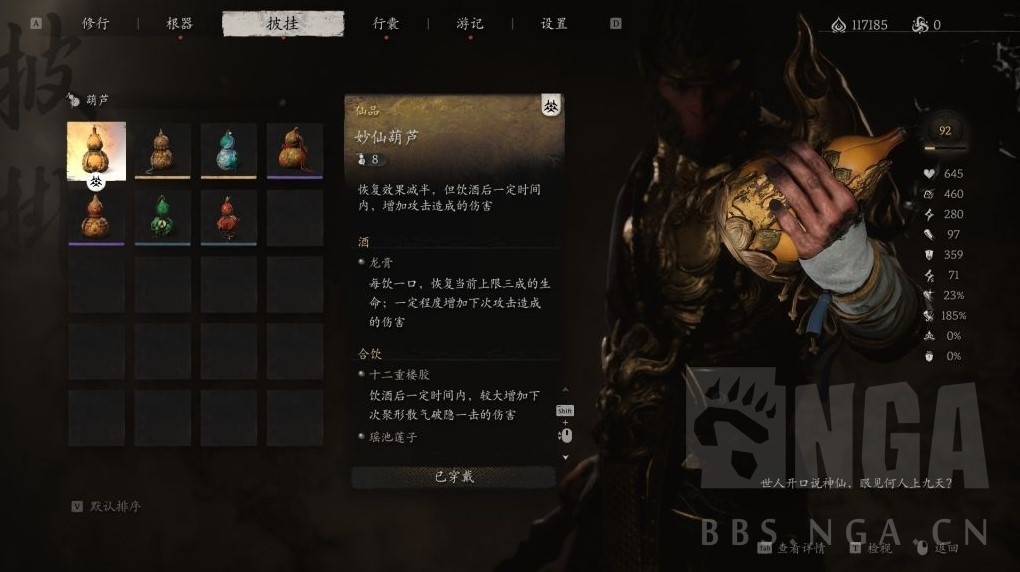 A 修行 根器 披挂 行囊 游记 设置 D
117185 0
披挂
葫芦
仙品
妙仙葫芦
8
恢复效果减半，但饮酒后一定时间
内，增加攻击造成的伤害
酒
龙膏
每饮一口，恢复当前上限三成的生
命；一定程度增加下次攻击造成
的伤害
合饮
十二重楼胶
饮酒后一定时间内，较大增加下
次聚形散气破隐一击的伤害
瑶池莲子
Shift
+
已穿戴
V 默认排序
92
645
460
280
97
359
71
23%
185%
0%
0%
NGA
世人开口说神仙，眼见何人上九天？
BBS.NGA.CN
Tab 查看详情 T 检视 返回